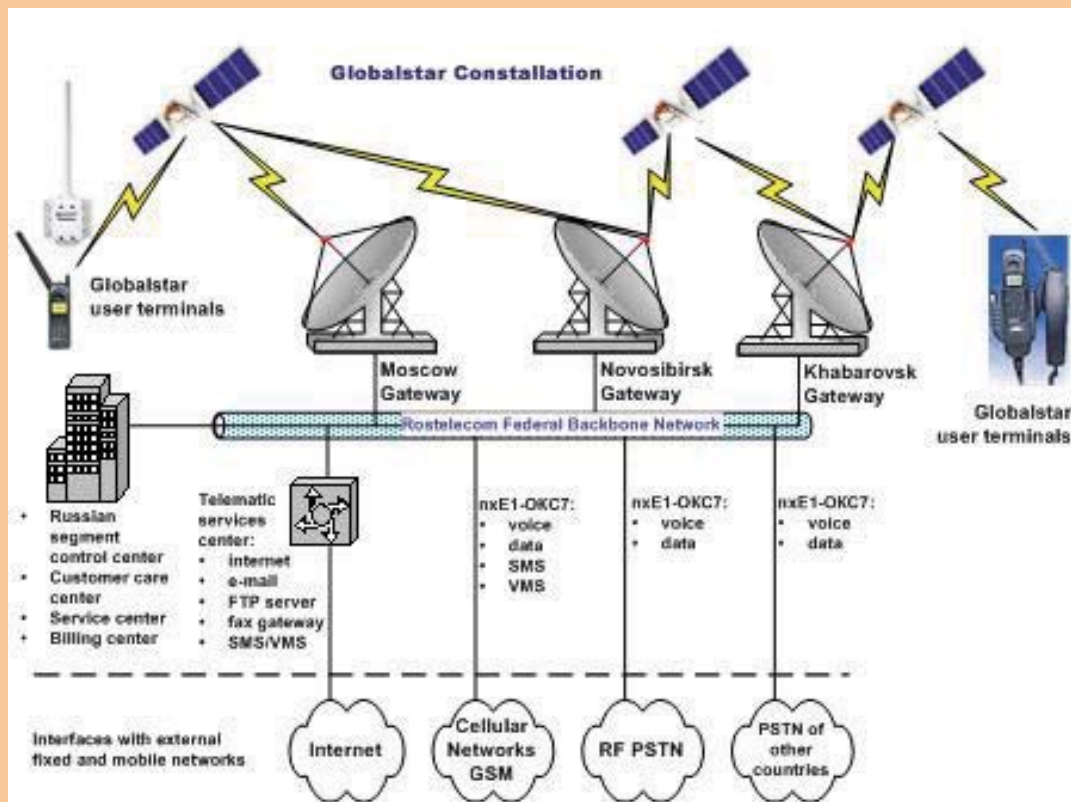 Globalstar Constallation
Globalstar
user terminals
Moscow
Gateway
Novosibirsk
Gateway
Khabarovsk
Gateway
Globalstar
user terminals
Rostelecom Federal Backbone Network
• Russian
segment
control center
• Customer care
center
• Service center
• Billing center
Telematic
services
center:
• internet
• e-mail
• FTP server
• fax gateway
• SMS/VMS
nxE1-OKC7:
• voice
• data
• SMS
• VMS
nxE1-OKC7:
• voice
• data
nxE1-OKC7:
• voice
• data
Interfaces with external
fixed and mobile networks
Internet
Cellular
Networks
GSM
RF PSTN
PSTN of
other
countries